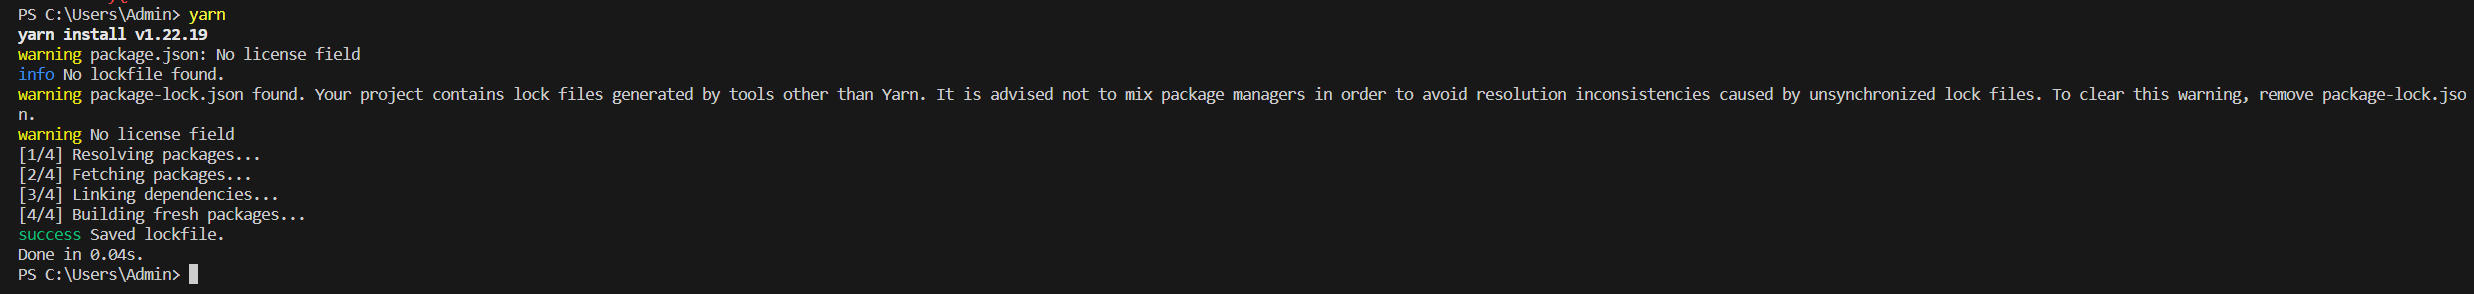 PS C:\Users\Admin> yarn
yarn install v1.22.19
warning package.json: No license field
info No lockfile found.
warning package-lock.json found. Your project contains lock files generated by tools other than Yarn. It is advised not to mix package managers in order to avoid resolution inconsistencies caused by unsynchronized lock files. To clear this warning, remove package-lock.jso
n.
warning No license field
[1/4] Resolving packages...
[2/4] Fetching packages...
[3/4] Linking dependencies...
[4/4] Building fresh packages...
success Saved lockfile.
Done in 0.04s.
PS C:\Users\Admin>